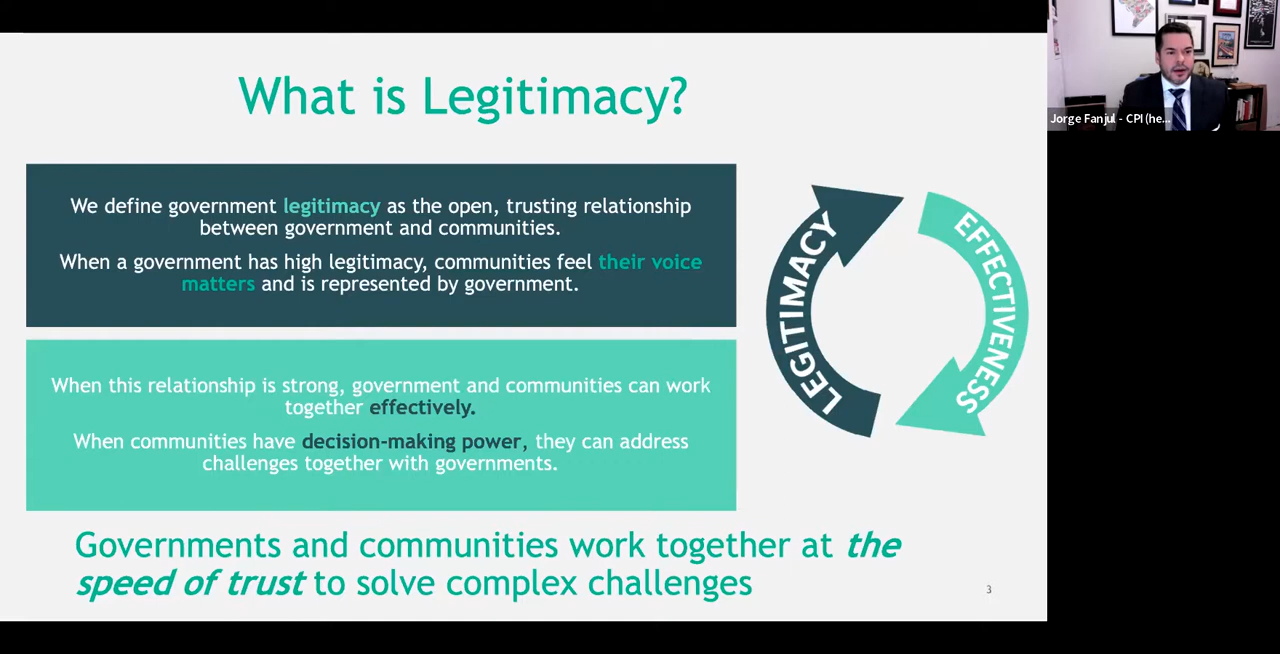 What is Legitimacy?
Jorge Fanjul - CPI (he...
We define government legitimacy as the open, trusting relationship
between government and communities.
When a government has high legitimacy, communities feel their voice
matters and is represented by government.
LEGITIMACY
EFFECTIVENESS
When this relationship is strong, government and communities can work
together effectively.
When communities have decision-making power, they can address
challenges together with governments.
Governments and communities work together at the
speed of trust to solve complex challenges
3